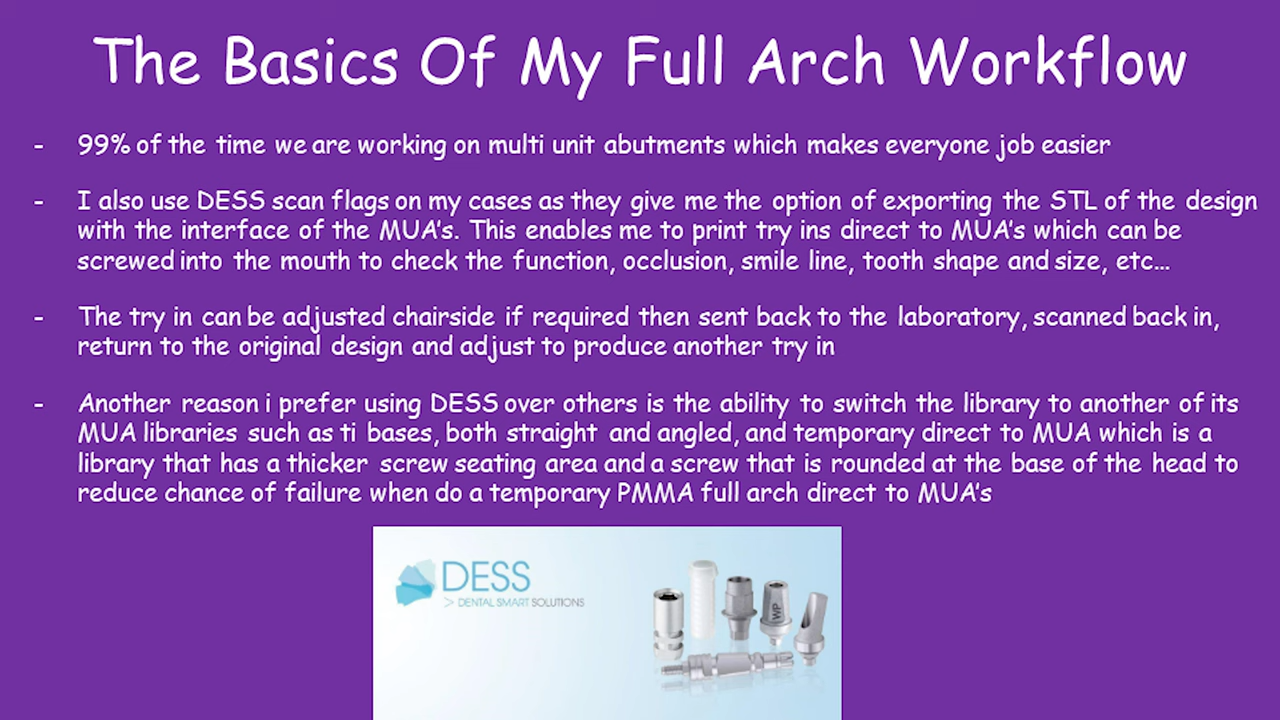 The Basics Of My Full Arch Workflow
- 99% of the time we are working on multi unit abutments which makes everyone job easier
- I also use DESS scan flags on my cases as they give me the option of exporting the STL of the design
with the interface of the MUA's. This enables me to print try ins direct to MUA's which can be
screwed into the mouth to check the function, occlusion, smile line, tooth shape and size, etc...
- The try in can be adjusted chairside if required then sent back to the laboratory, scanned back in,
return to the original design and adjust to produce another try in
- Another reason i prefer using DESS over others is the ability to switch the library to another of its
MUA libraries such as ti bases, both straight and angled, and temporary direct to MUA which is a
library that has a thicker screw seating area and a screw that is rounded at the base of the head to
reduce chance of failure when do a temporary PMMA full arch direct to MUA's
DESS
> DENTAL SMART SOLUTIONS
WP